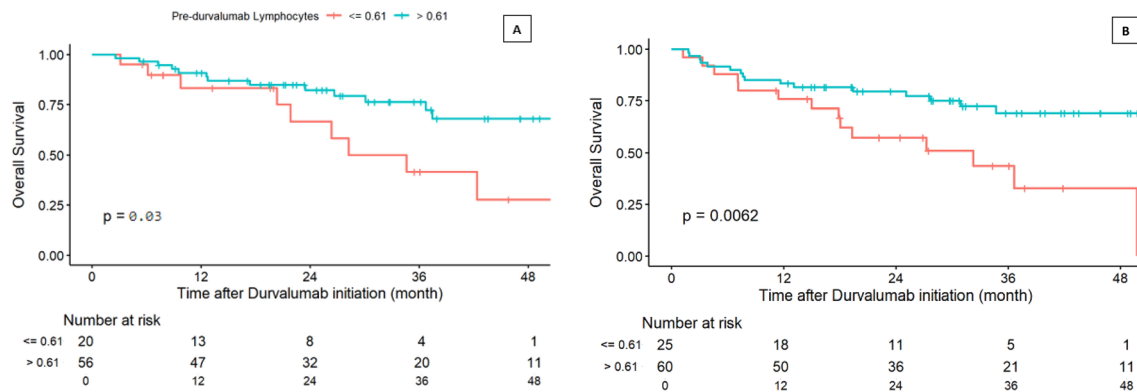 Pre-durvalumab Lymphocytes <= 0.61 > 0.61
A
1.00
0.75
0.50
0.25
0.00
Overall Survival
p = 0.03
0 12 24 36 48
Time after Durvalumab initiation (month)
Number at risk
<= 0.61 20 13 8 4 1
> 0.61 56 47 32 20 11
0 12 24 36 48
B
1.00
0.75
0.50
0.25
0.00
Overall Survival
p = 0.0062
0 12 24 36 48
Time after Durvalumab initiation (month)
Number at risk
<= 0.61 25 18 11 5 1
> 0.61 60 50 36 21 11
0 12 24 36 48